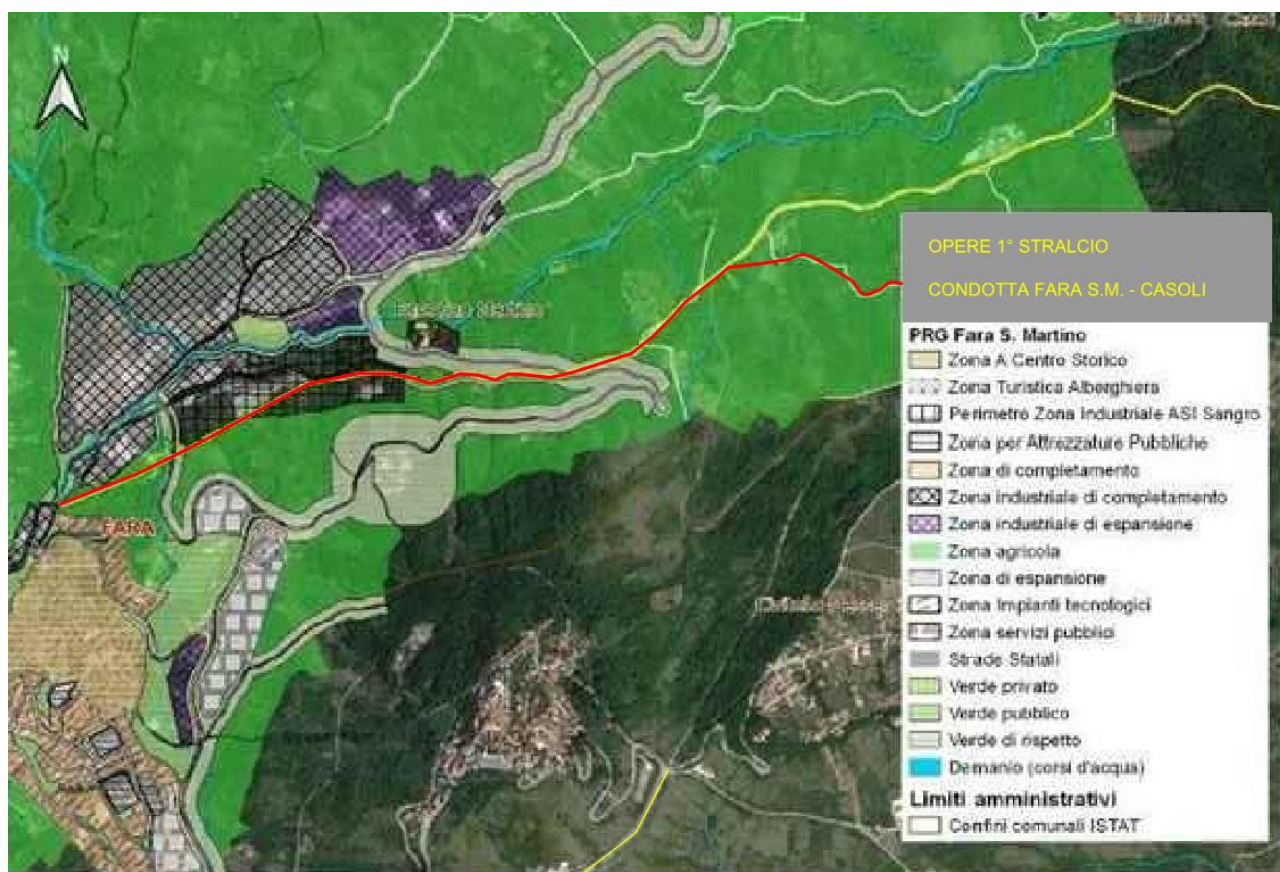 N
OPERE 1° STRALCIO
CONDOTTA FARA S.M. - CASOLI
Fara San Martino
FARA
PRG Fara S. Martino
Zona A Centro Storico
Zona Turistica Alberghiera
Perimetro Zona Industriale ASI Sangro
Zona per Attrezzature Pubbliche
Zona di completamento
Zona industriale di completamento
Zona industriale di espansione
Zona agricola
Zona di espansione
Zona Impianti tecnologici
Zona servizi pubblici
Strade Statali
Verde privato
Verde pubblico
Verde di rispetto
Demanio (corsi d'acqua)
Limiti amministrativi
Confini comunali ISTAT